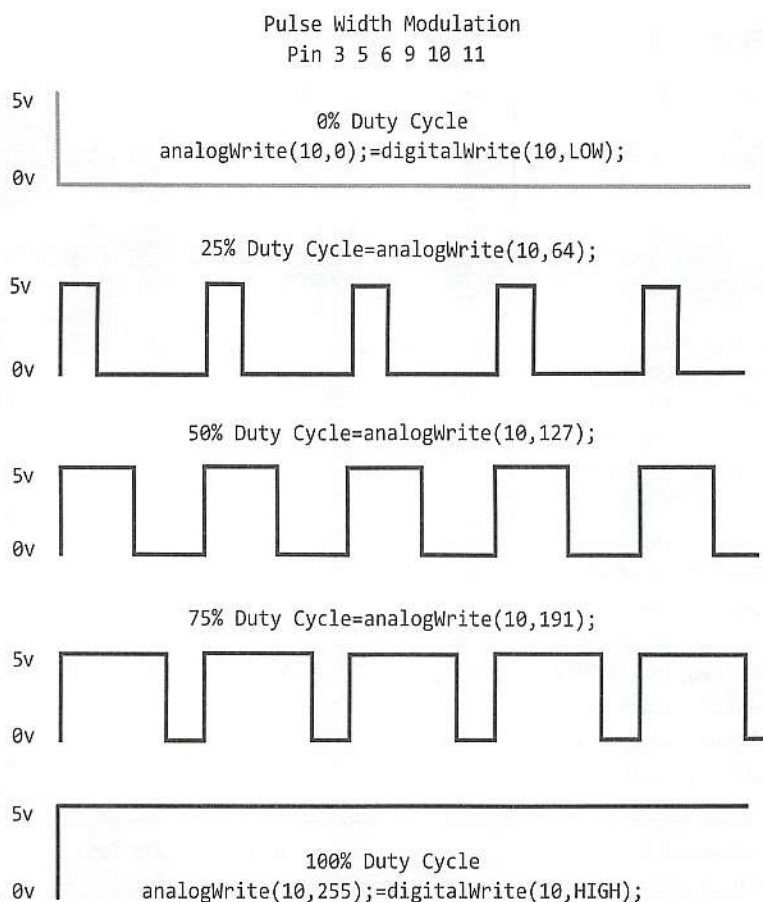 Pulse Width Modulation
Pin 3 5 6 9 10 11
5v
0% Duty Cycle
analogWrite(10,0);=digitalWrite(10,LOW);
0v
25% Duty Cycle=analogWrite(10,64);
5v
0v
50% Duty Cycle=analogWrite(10,127);
5v
0v
75% Duty Cycle=analogWrite(10,191);
5v
0v
5v
100% Duty Cycle
0v
analogWrite(10,255);=digitalWrite(10,HIGH);